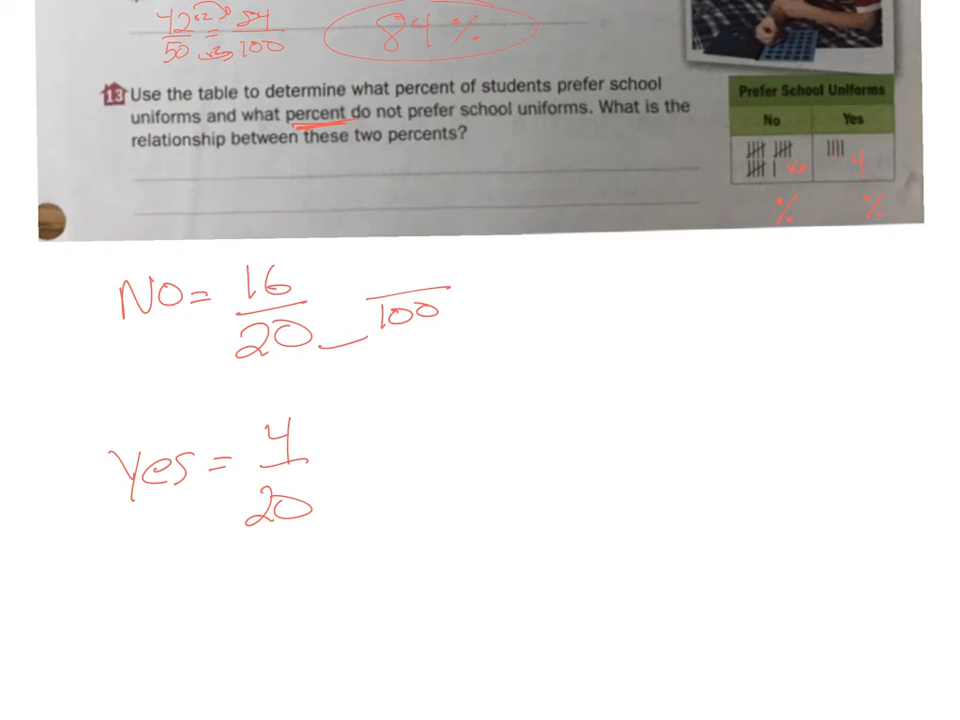 42 x2 = 84
50 x2 100
84%
13 Use the table to determine what percent of students prefer school
uniforms and what percent do not prefer school uniforms. What is the
relationship between these two percents?
Prefer School Uniforms
No Yes
4
% %
NO = 16
20 100
yes = 4
20